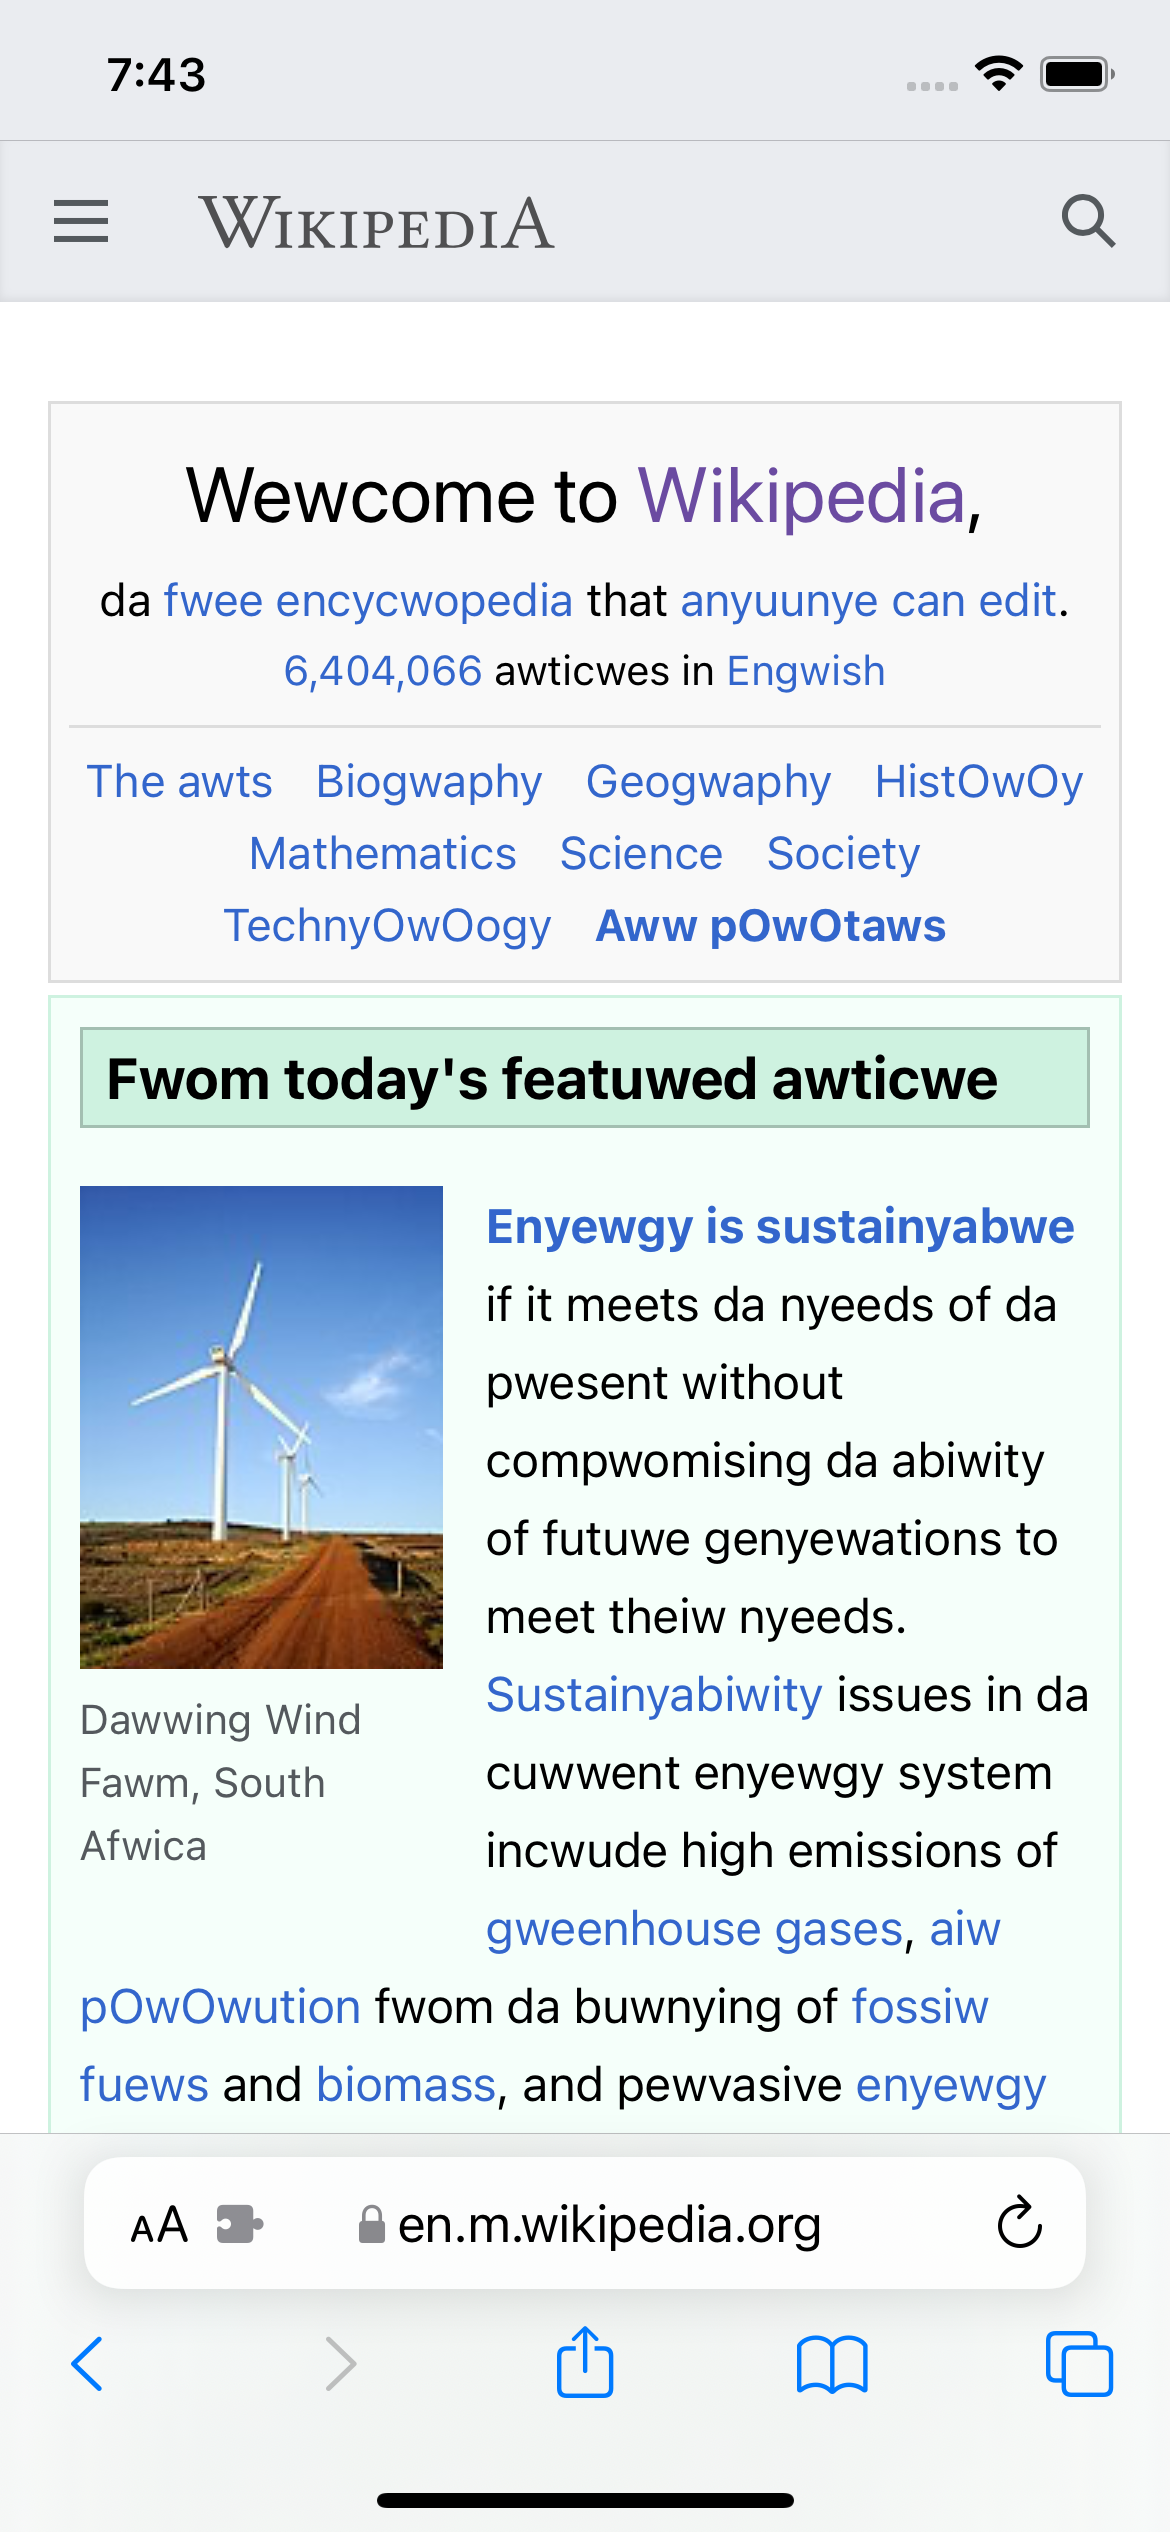 7:43
WIKIPEDIA
Wewcome to Wikipedia,
da fwee encycwopedia that anyuunye can edit.
6,404,066 awticwes in Engwish
The awts Biogwaphy Geogwaphy HistOwOy
Mathematics Science Society
TechnyOwOogy Aww pOwOtaws
Fwom today's featuwed awticwe
Enyewgy is sustainyabwe
if it meets da nyeeds of da
pwesent without
compwomising da abiwity
of futuwe genyewations to
meet theiw nyeeds.
Sustainyabiwity issues in da
cuwwent enyewgy system
incwude high emissions of
gweenhouse gases, aiw
pOwOwution fwom da buwnying of fossiw
fuews and biomass, and pewvasive enyewgy
Dawwing Wind
Fawm, South
Afwica
AA en.m.wikipedia.org